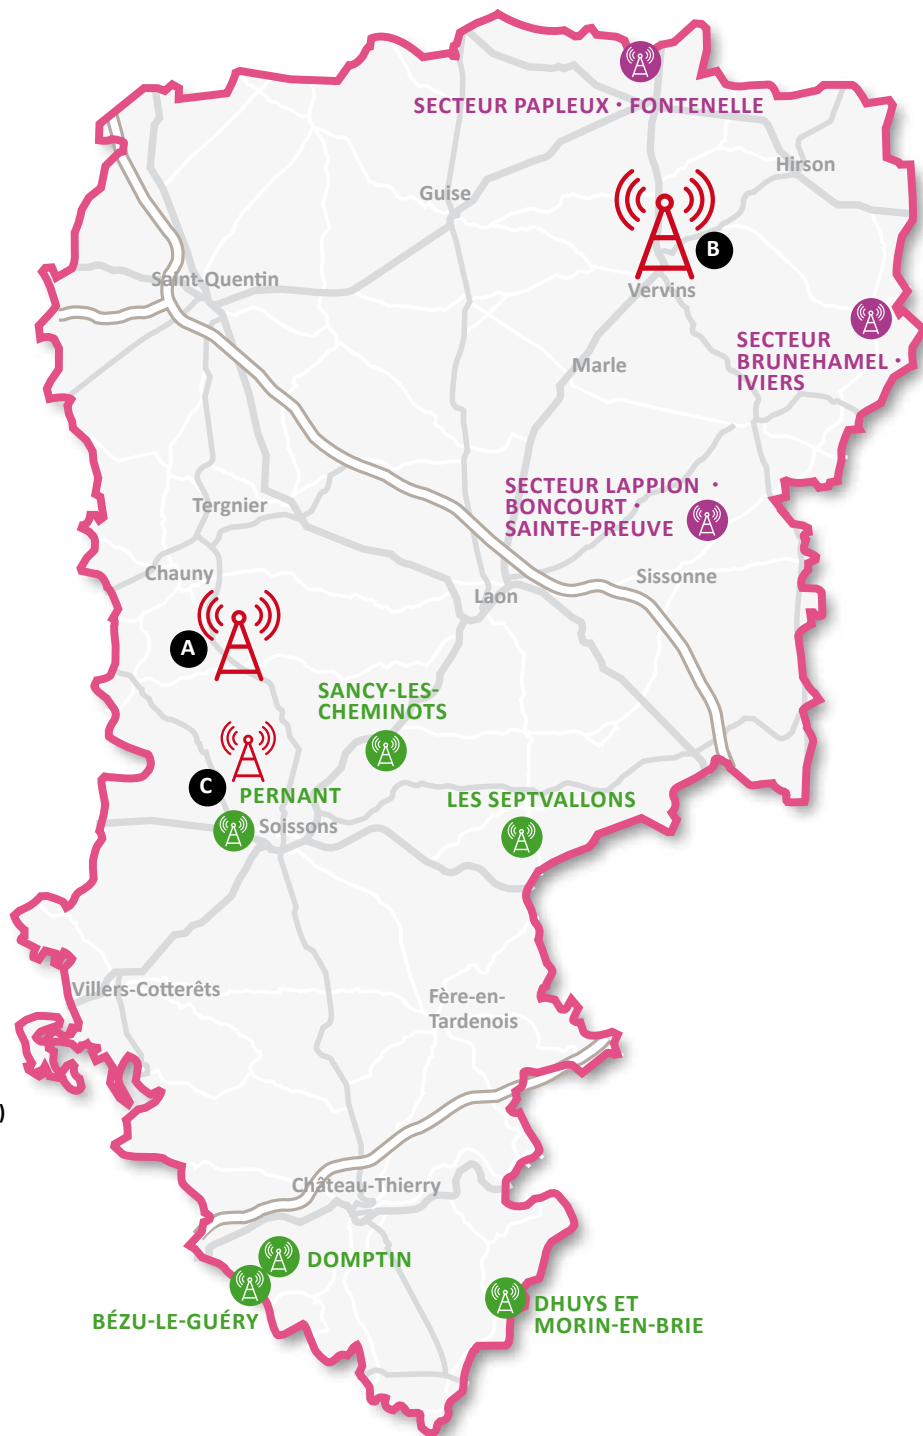 SECTEUR PAPLEUX • FONTENELLE
Hirson
Guise
B
Saint-Quentin
Vervins
SECTEUR
BRUNEHAMEL •
IVIERS
Marle
SECTEUR LAPPION •
BONCOURT •
SAINTE-PREUVE
Tergnier
Chauny
Sissonne
Laon
A
SANCY-LES-
CHEMINOTS
C
PERNANT
LES SEPTVALLONS
Soissons
Villers-Cotterêts
Fère-en-
Tardenois
)
Château-Thierry
DOMPTIN
BÉZU-LE-GUÉRY
DHUYS ET
MORIN-EN-BRIE